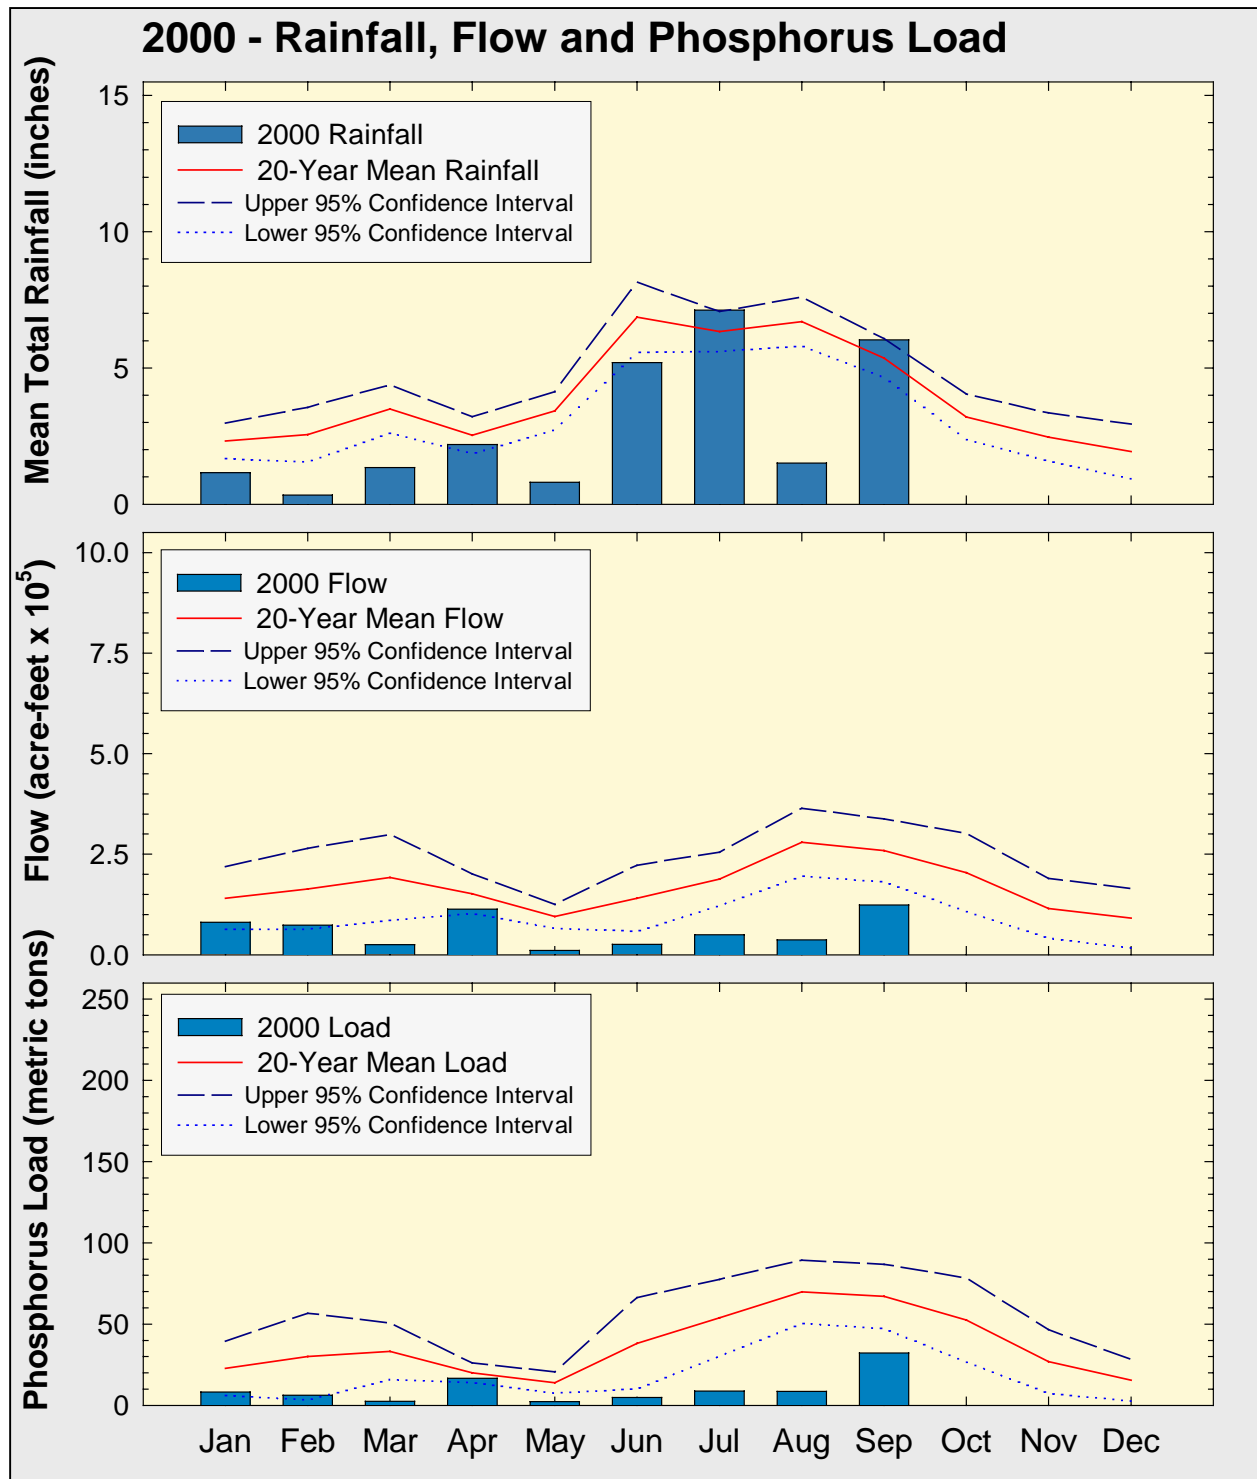 2000 - Rainfall, Flow and Phosphorus Load
Mean Total Rainfall (inches)
15
10
5
0
2000 Rainfall
20-Year Mean Rainfall
Upper 95% Confidence Interval
Lower 95% Confidence Interval
Flow (acre-feet x 10⁵)
10.0
7.5
5.0
2.5
0.0
2000 Flow
20-Year Mean Flow
Upper 95% Confidence Interval
Lower 95% Confidence Interval
Phosphorus Load (metric tons)
250
200
150
100
50
0
2000 Load
20-Year Mean Load
Upper 95% Confidence Interval
Lower 95% Confidence Interval
Jan Feb Mar Apr May Jun Jul Aug Sep Oct Nov Dec